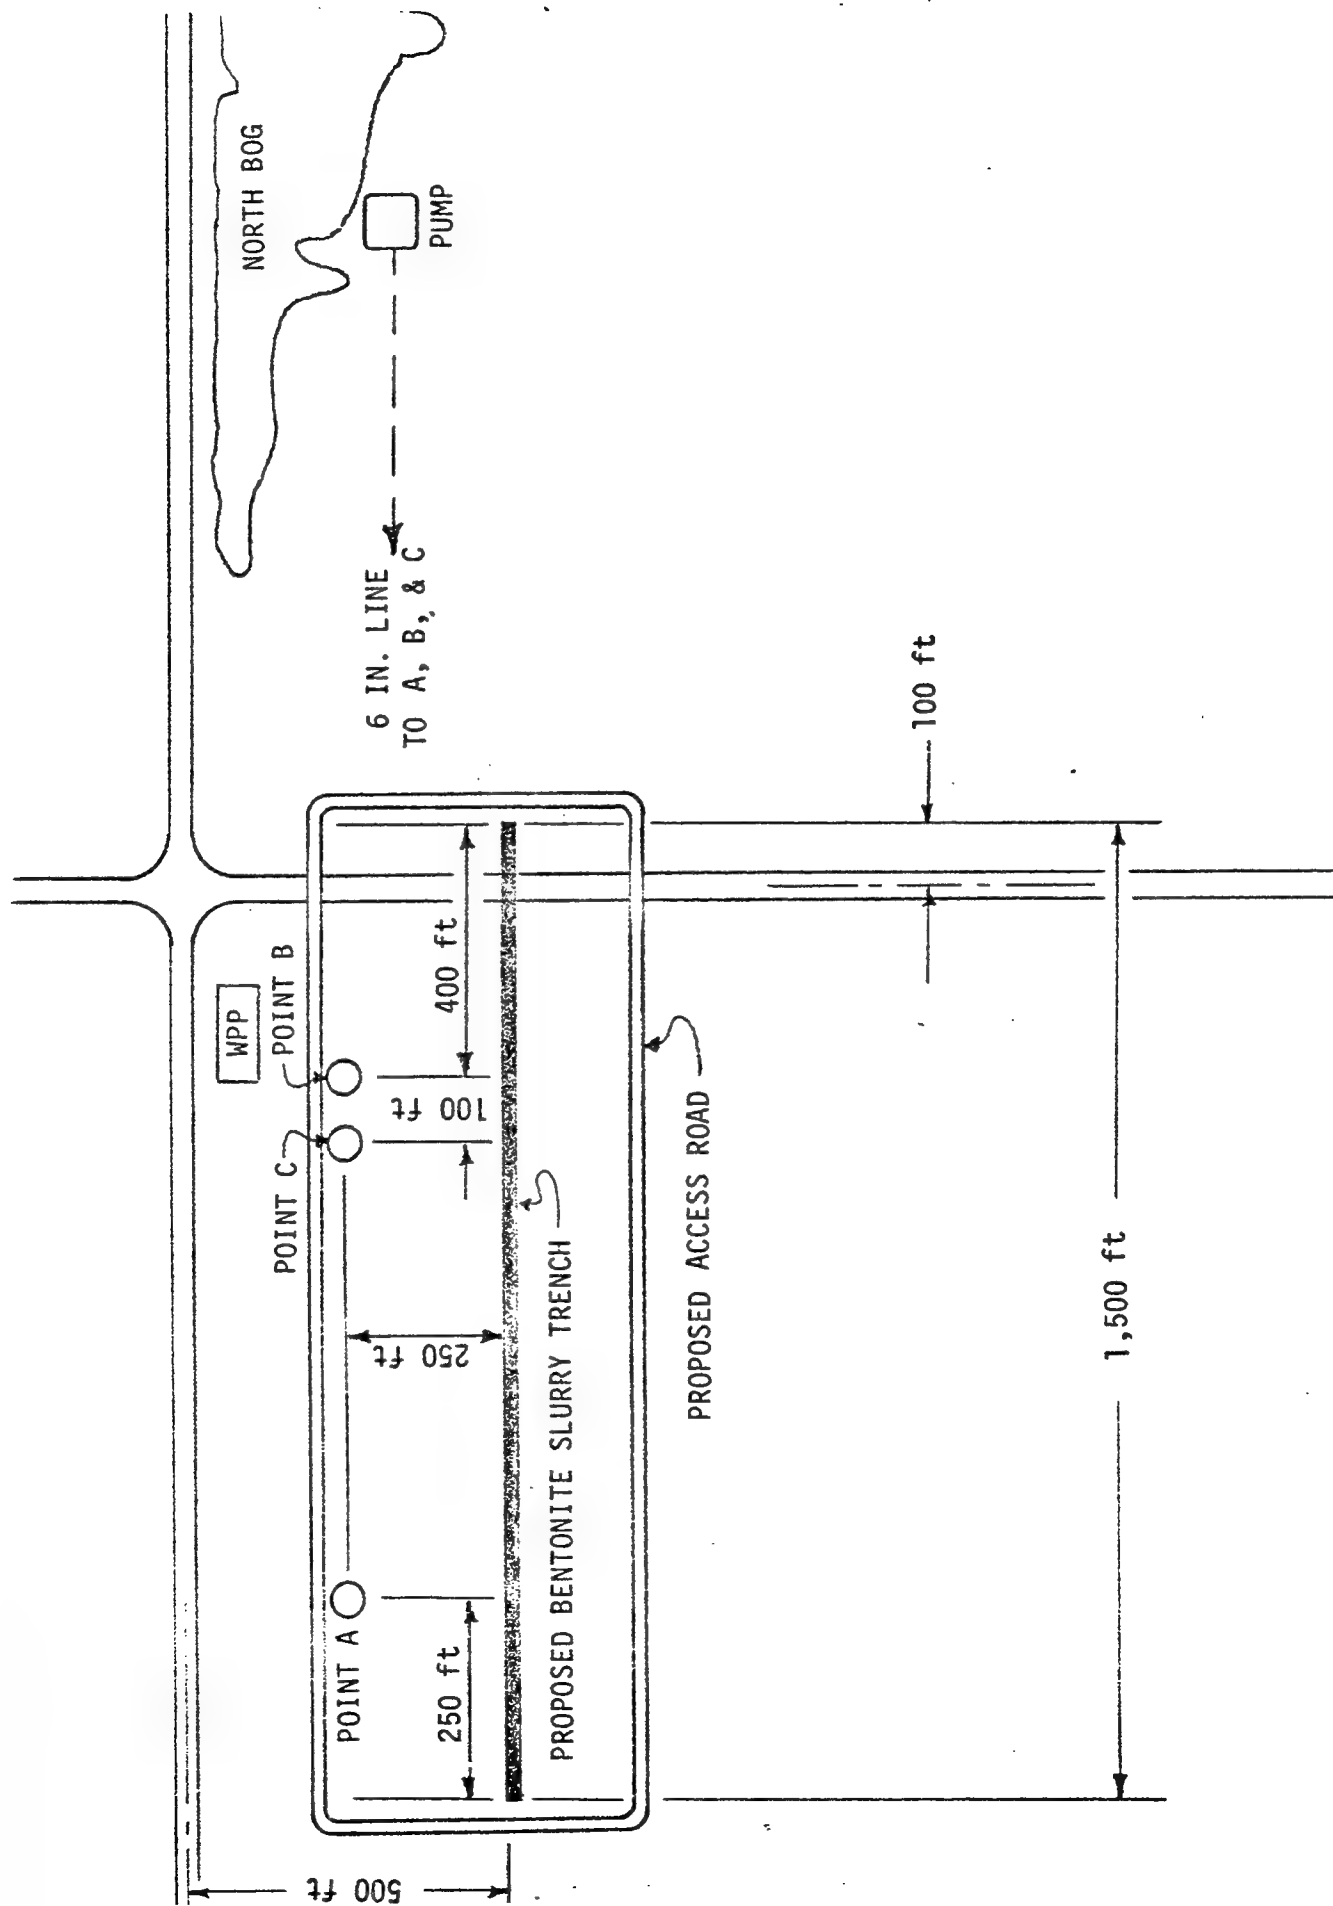 NORTH BOG
PUMP
6 IN. LINE
TO A, B, & C
100 ft
WPP
POINT B
400 ft
100 ft
POINT C
250 ft
PROPOSED BENTONITE SLURRY TRENCH
PROPOSED ACCESS ROAD
1,500 ft
POINT A
250 ft
500 ft